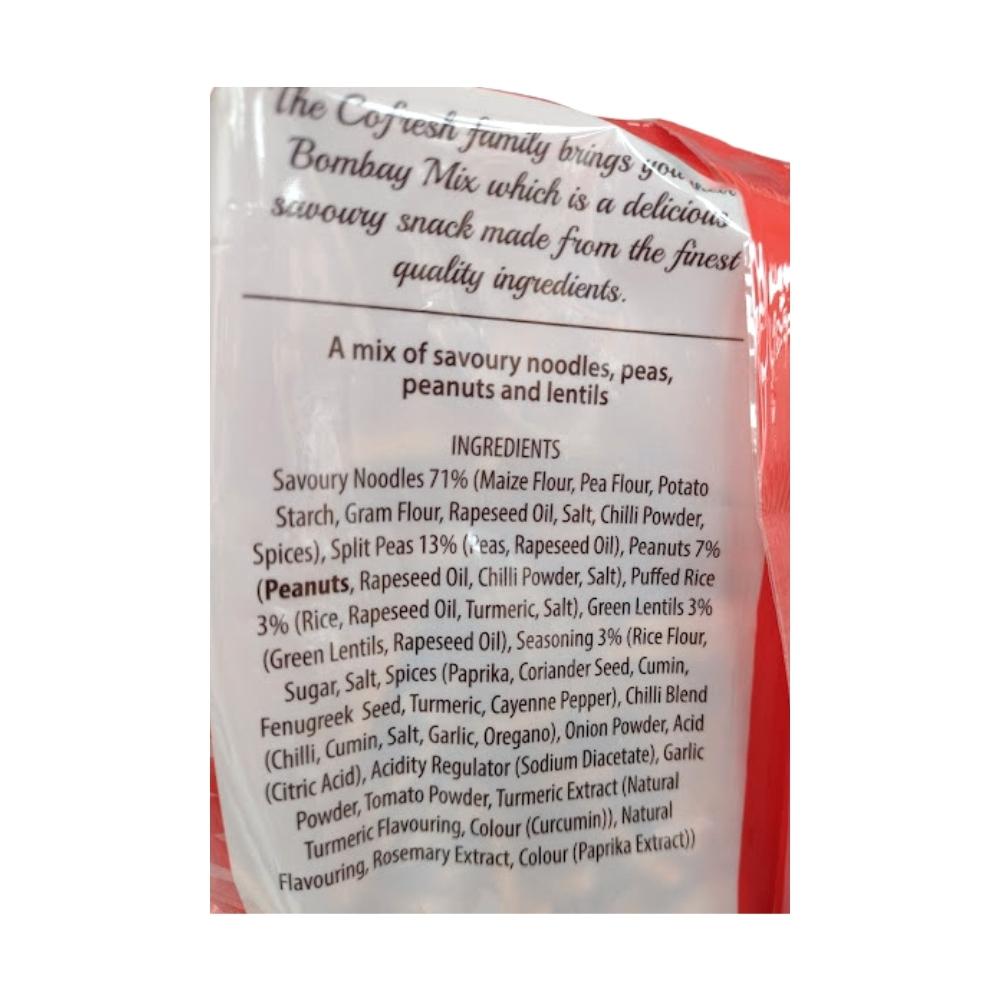 The Cofresh family brings you
Bombay Mix which is a delicious
savoury snack made from the finest
quality ingredients.
A mix of savoury noodles, peas,
peanuts and lentils
INGREDIENTS
Savoury Noodles 71% (Maize Flour, Pea Flour, Potato
Starch, Gram Flour, Rapeseed Oil, Salt, Chilli Powder,
Spices), Split Peas 13% (Peas, Rapeseed Oil), Peanuts 7%
(Peanuts, Rapeseed Oil, Chilli Powder, Salt), Puffed Rice
3% (Rice, Rapeseed Oil, Turmeric, Salt), Green Lentils 3%
(Green Lentils, Rapeseed Oil), Seasoning 3% (Rice Flour,
Sugar, Salt, Spices (Paprika, Coriander Seed, Cumin,
Fenugreek Seed, Turmeric, Cayenne Pepper), Chilli Blend
(Chilli, Cumin, Salt, Garlic, Oregano), Onion Powder, Acid
(Citric Acid), Acidity Regulator (Sodium Diacetate), Garlic
Powder, Tomato Powder, Turmeric Extract (Natural
Turmeric Flavouring, Colour (Curcumin)), Natural
Flavouring, Rosemary Extract, Colour (Paprika Extract))